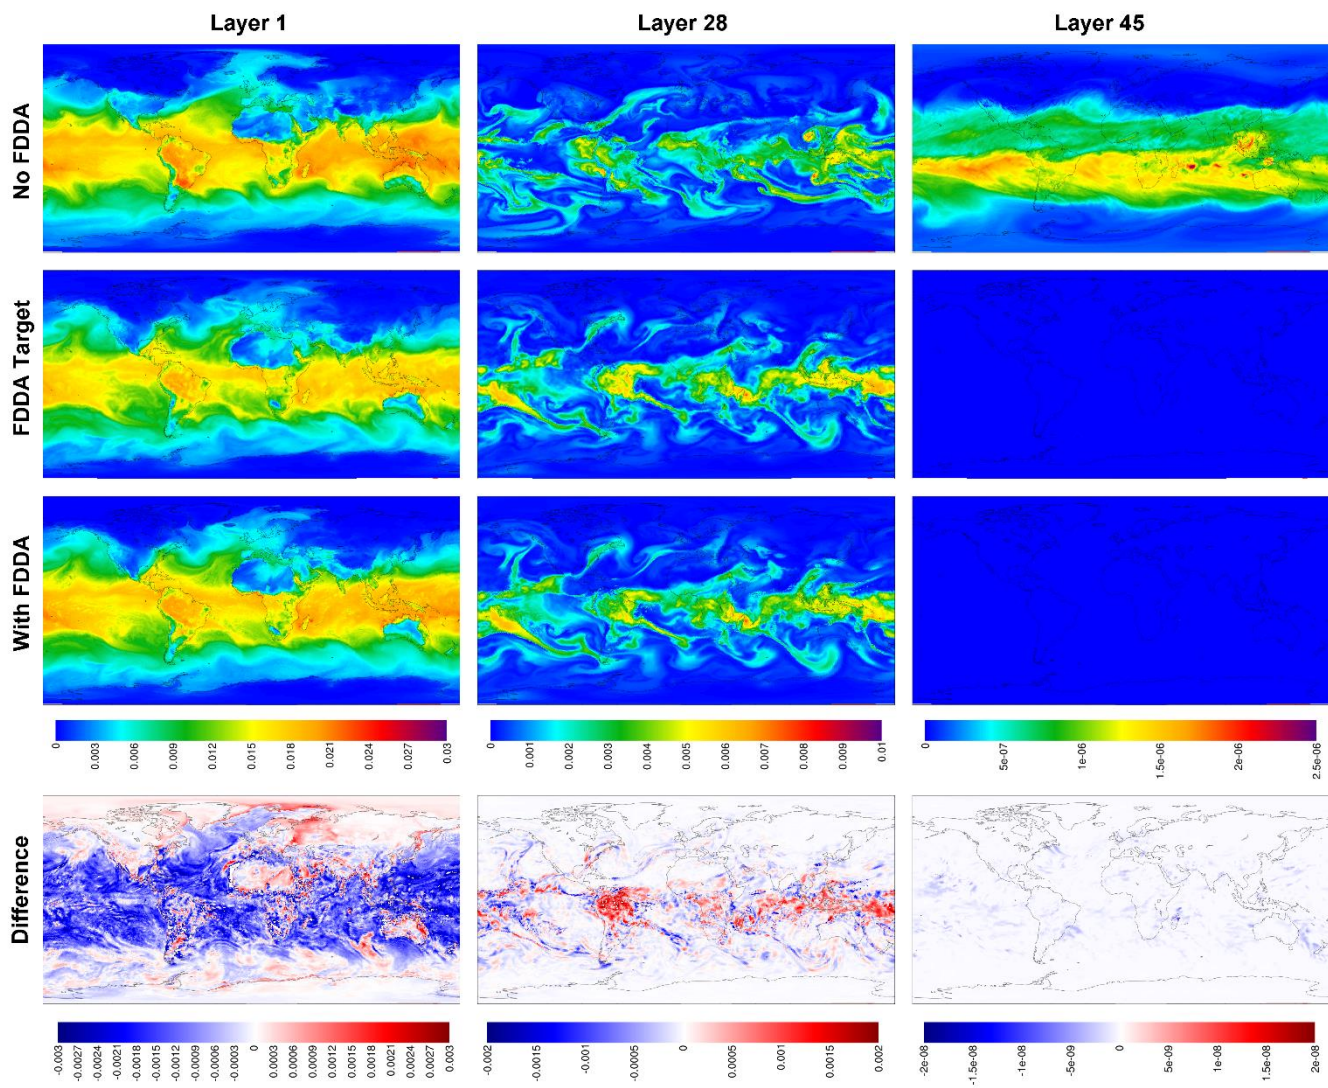 Layer 1 Layer 28 Layer 45
No FDDA
FDDA Target
With FDDA
0 0.003 0.006 0.009 0.012 0.015 0.018 0.021 0.024 0.027 0.03
0 0.001 0.002 0.003 0.004 0.005 0.006 0.007 0.008 0.009 0.01
0 5e-07 1e-06 1.5e-06 2e-06 2.5e-06
Difference
-0.003 -0.0027 -0.0024 -0.0021 -0.0018 -0.0015 -0.0012 -0.0009 -0.0006 -0.0003 0 0.0003 0.0006 0.0009 0.0012 0.0015 0.0018 0.0021 0.0024 0.0027 0.003
-0.002 -0.0015 -0.001 -0.0005 0 0.0005 0.001 0.0015 0.002
-2e-08 -1.5e-08 -1e-08 -5e-09 0 5e-09 1e-08 1.5e-08 2e-08